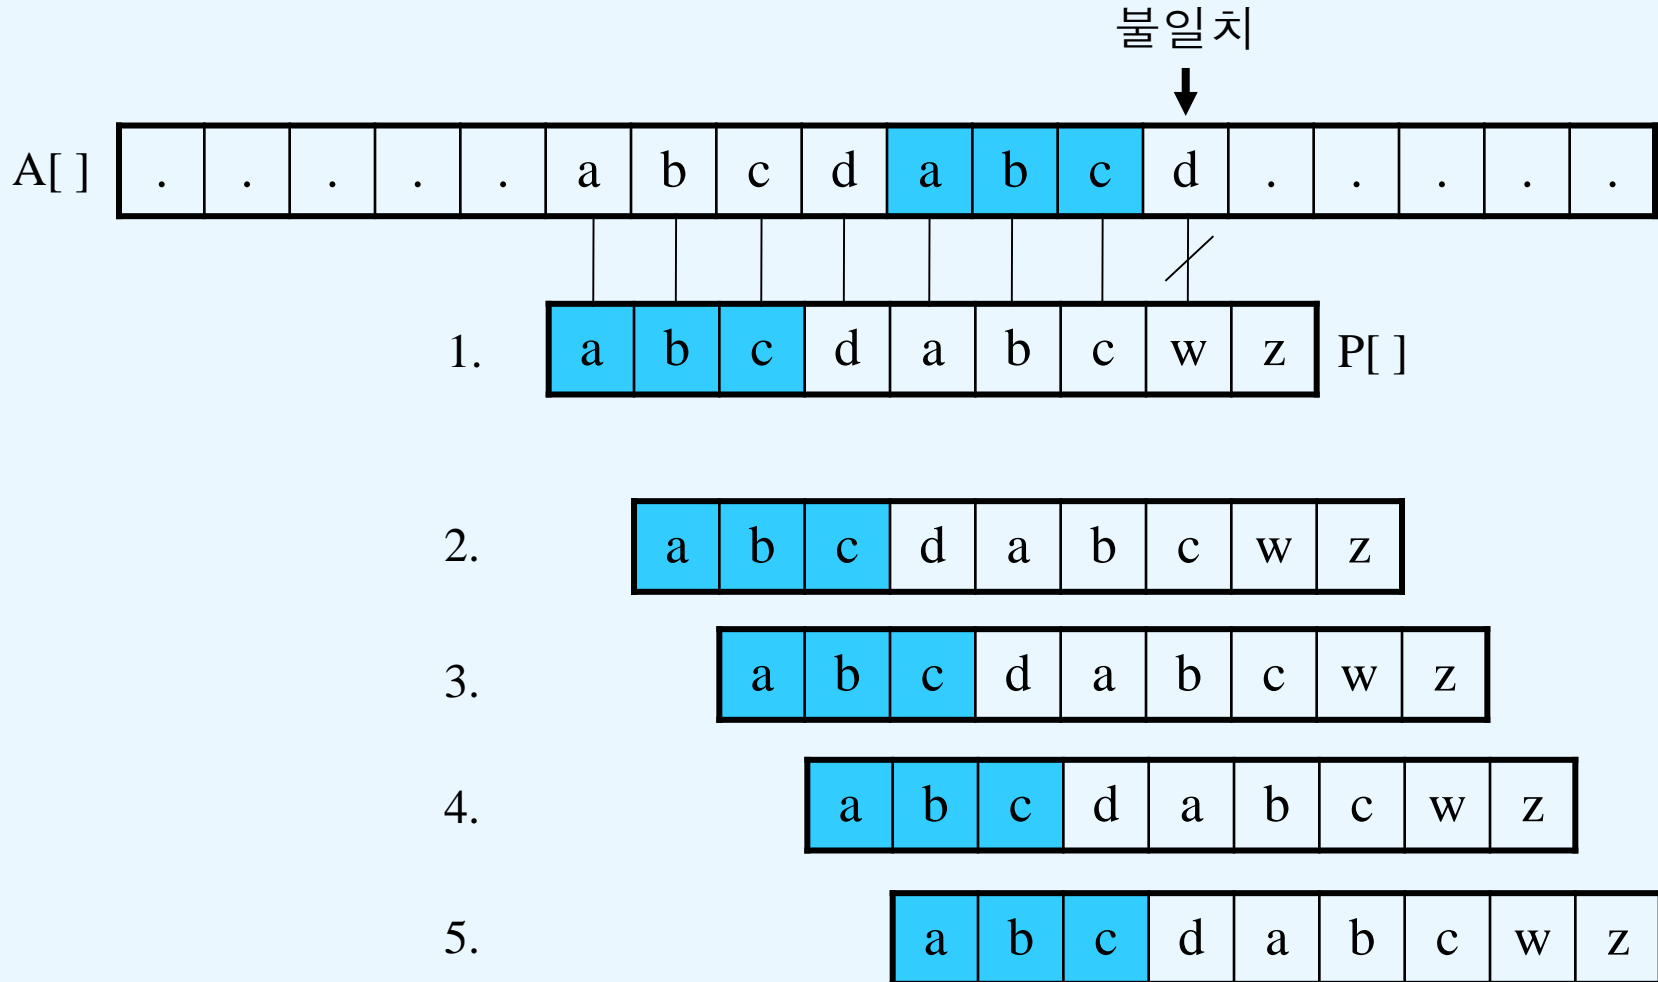 불일치
A[ ] . . . . . a b c d a b c d . . . . .
1. a b c d a b c w z P[ ]
2. a b c d a b c w z
3. a b c d a b c w z
4. a b c d a b c w z
5. a b c d a b c w z